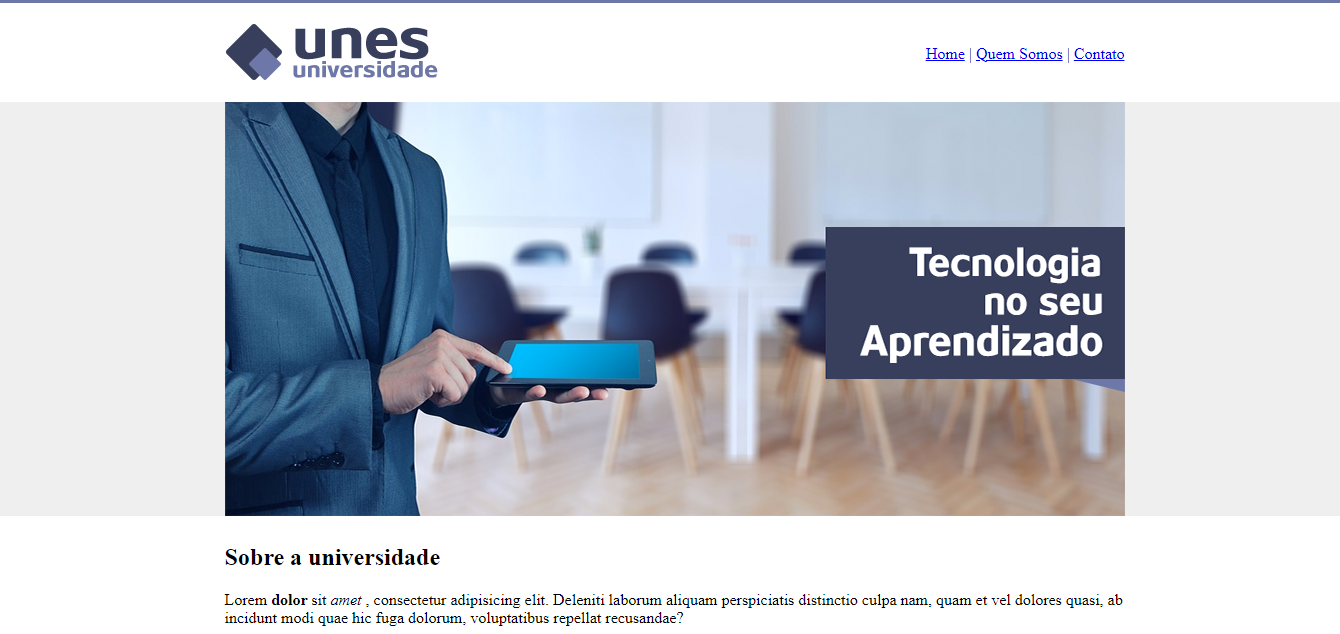 unes
universidade
Home | Quem Somos | Contato
Tecnologia
no seu
Aprendizado
Sobre a universidade
Lorem dolor sit amet , consectetur adipisicing elit. Deleniti laborum aliquam perspiciatis distinctio culpa nam, quam et vel dolores quasi, ab
incidunt modi quae hic fuga dolorum, voluptatibus repellat recusandae?